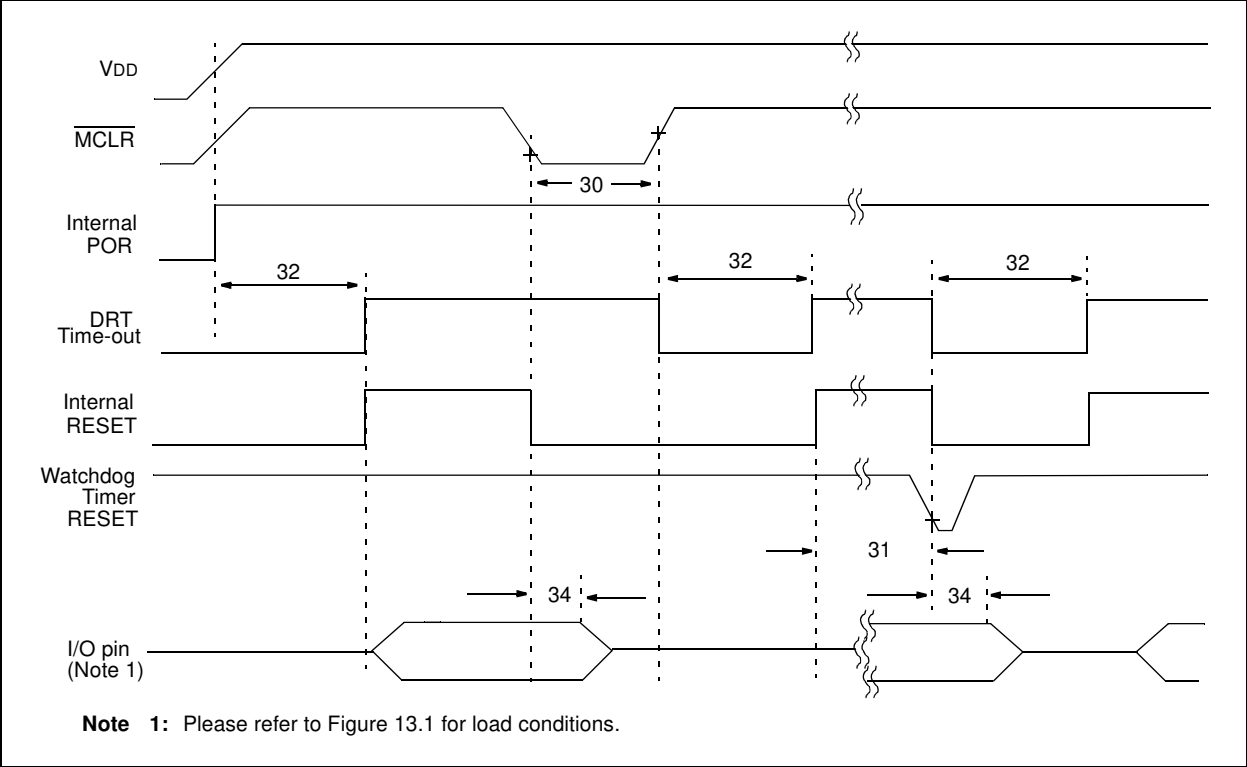 VDD
MCLR
30
Internal
POR
32
32
32
DRT
Time-out
Internal
RESET
Watchdog
Timer
RESET
31
34
34
I/O pin
(Note 1)
Note 1: Please refer to Figure 13.1 for load conditions.